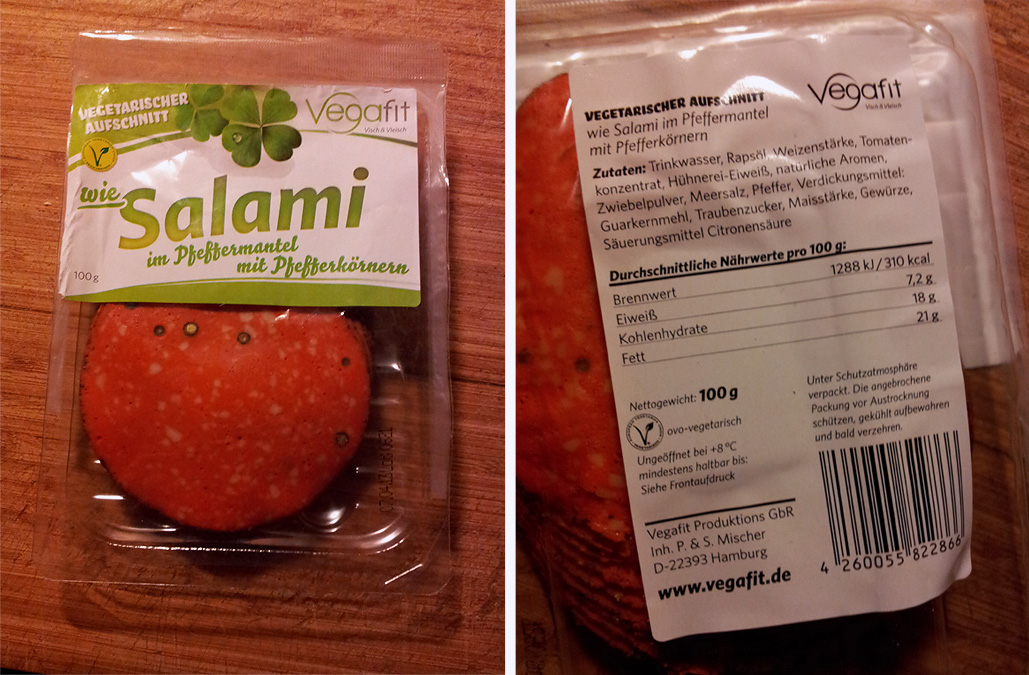 VEGETARISCHER
AUFSCHNITT
Vegafit
Visch & Vleisch
wie
Salami
im Pfeffermantel
mit Pfefferkörnern
100 g
VEGETARISCHER AUFSCHNITT
wie Salami im Pfeffermantel
mit Pfefferkörnern
Vegafit
Visch & Vleisch
Zutaten: Trinkwasser, Rapsöl, Weizenstärke, Tomaten-
konzentrat, Hühnerei-Eiweiß, natürliche Aromen,
Zwiebelpulver, Meersalz, Pfeffer, Verdickungsmittel:
Guarkernmehl, Traubenzucker, Maisstärke, Gewürze,
Säuerungsmittel Citronensäure
Durchschnittliche Nährwerte pro 100 g:
Brennwert 1288 kJ/310 kcal
Eiweiß 7,2 g
Kohlenhydrate 18 g
Fett 21 g
Nettogewicht: 100 g
ovo-vegetarisch
Ungeöffnet bei +8 °C
mindestens haltbar bis:
Siehe Frontaufdruck
Unter Schutzatmosphäre
verpackt. Die angebrochene
Packung vor Austrocknung
schützen, gekühlt aufbewahren
und bald verzehren.
Vegafit Produktions GbR
Inh. P. & S. Mischer
D-22393 Hamburg
www.vegafit.de
4 260055 822866